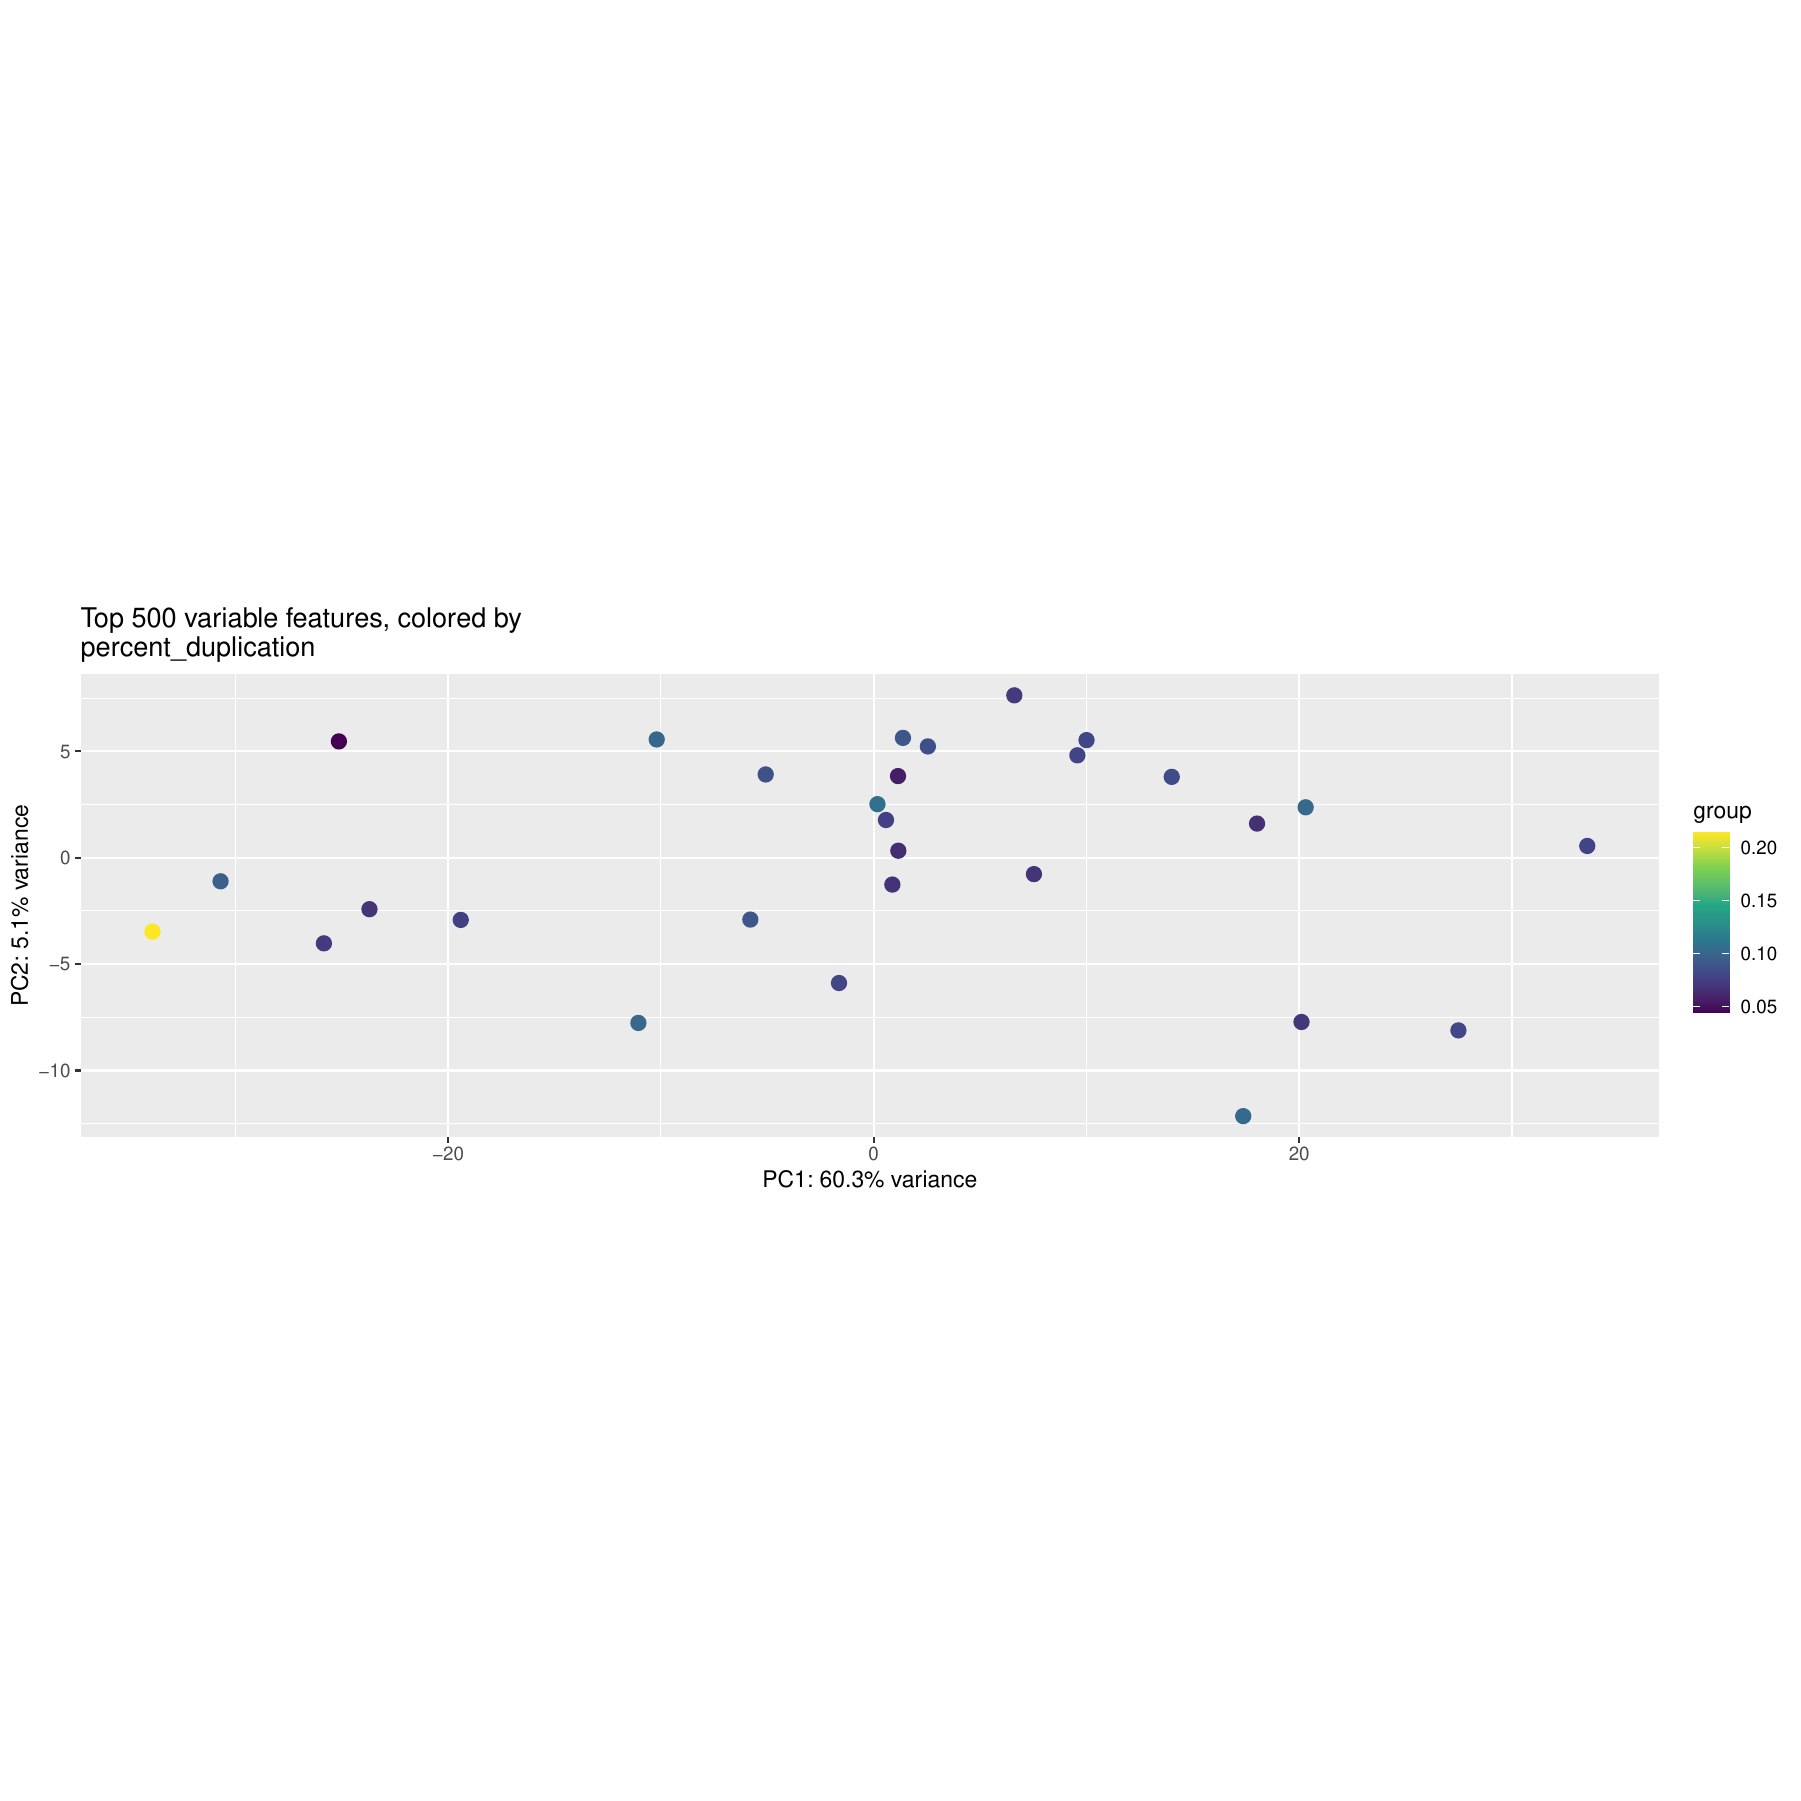 Top 500 variable features, colored by
percent_duplication
PC2: 5.1% variance
5
0
−5
−10
−20
0
20
PC1: 60.3% variance
group
0.20
0.15
0.10
0.05